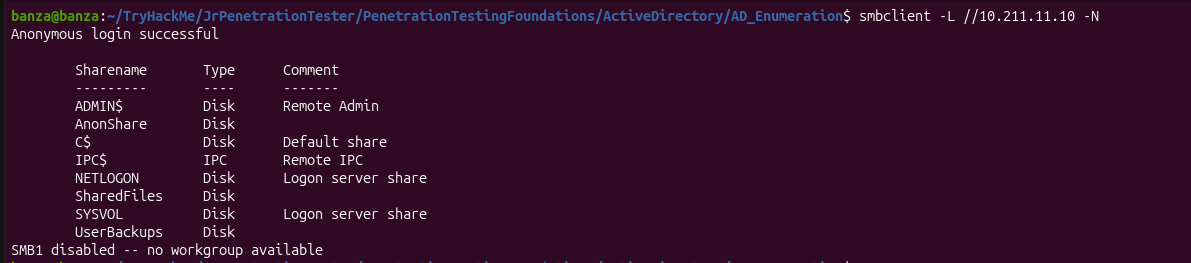 banza@banza:~/TryHackMe/JrPenetrationTester/PenetrationTestingFoundations/ActiveDirectory/AD_Enumeration$ smbclient -L //10.211.11.10 -N
Anonymous login successful
Sharename Type Comment
--------- ---- -------
ADMIN$ Disk Remote Admin
AnonShare Disk
C$ Disk Default share
IPC$ IPC Remote IPC
NETLOGON Disk Logon server share
SharedFiles Disk
SYSVOL Disk Logon server share
UserBackups Disk
SMB1 disabled -- no workgroup available